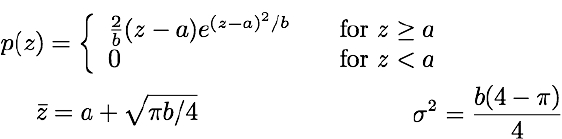 p(z) = { 2/b (z − a)e^{(z−a)^2/b} for z ≥ a
0 for z < a
z̄ = a + √(πb/4) σ^2 = b(4 − π)/4